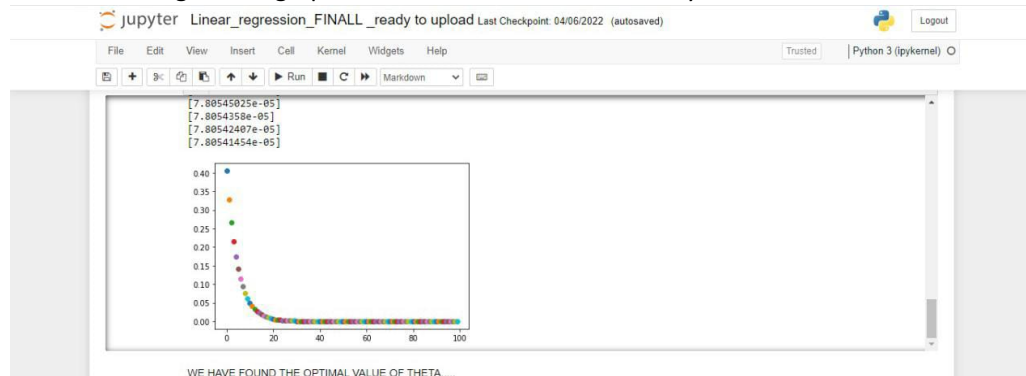 jupyter Linear_regression_FINALL _ready to upload Last Checkpoint: 04/06/2022 (autosaved) Logout
File Edit View Insert Cell Kernel Widgets Help Trusted Python 3 (ipykernel)
Run Markdown
[7.80545025e-05]
[7.8054358e-05]
[7.80542407e-05]
[7.80541454e-05]
0.40
0.35
0.30
0.25
0.20
0.15
0.10
0.05
0.00
0 20 40 60 80 100
WE HAVE FOUND THE OPTIMAL VALUE OF THETA.....